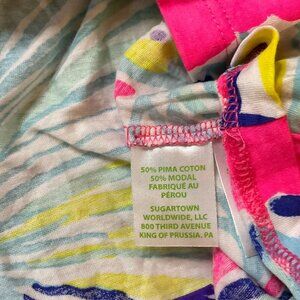 50% PIMA COTON
50% MODAL
FABRIQUÉ AU
PÉROU
SUGARTOWN
WORLDWIDE, LLC
800 THIRD AVENUE
KING OF PRUSSIA, PA